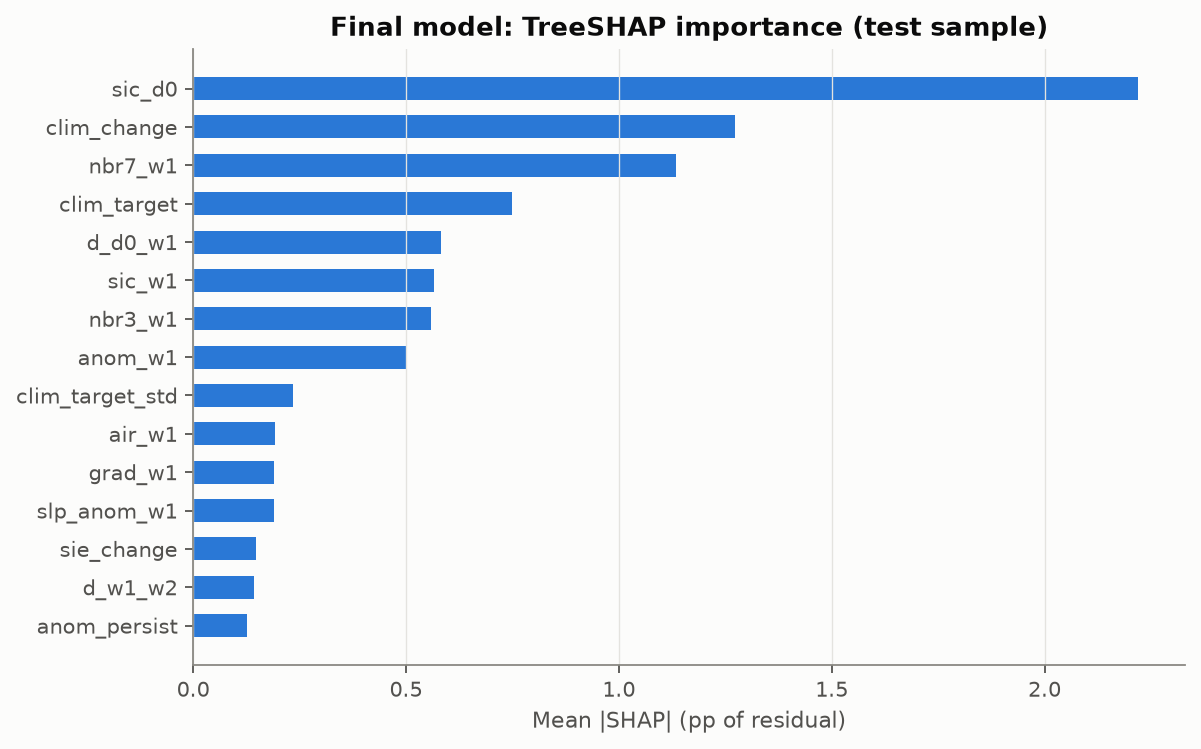 Final model: TreeSHAP importance (test sample)
sic_d0
clim_change
nbr7_w1
clim_target
d_d0_w1
sic_w1
nbr3_w1
anom_w1
clim_target_std
air_w1
grad_w1
slp_anom_w1
sie_change
d_w1_w2
anom_persist
0.0 0.5 1.0 1.5 2.0
Mean |SHAP| (pp of residual)